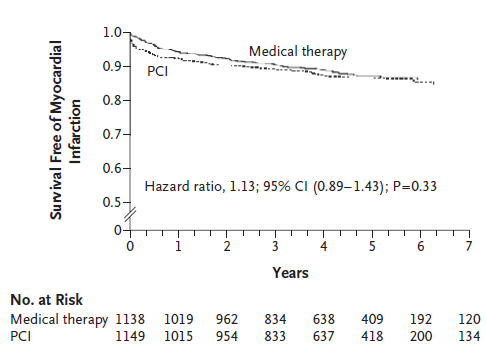 Survival Free of Myocardial
Infarction
1.0
0.9
0.8
0.7
0.6
0.5
0
Medical therapy
PCI
Hazard ratio, 1.13; 95% CI (0.89–1.43); P=0.33
0 1 2 3 4 5 6 7
Years
No. at Risk
Medical therapy 1138 1019 962 834 638 409 192 120
PCI 1149 1015 954 833 637 418 200 134